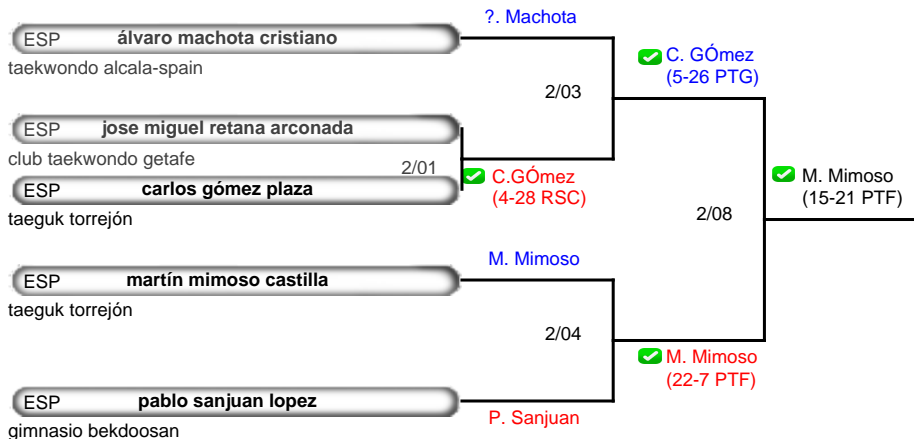 ?. Machota
ESP álvaro machota cristiano
taekwondo alcala-spain
C. GÓmez
(5-26 PTG)
2/03
ESP jose miguel retana arconada
club taekwondo getafe
2/01
C.GÓmez
(4-28 RSC)
ESP carlos gómez plaza
taeguk torrejón
M. Mimoso
(15-21 PTF)
2/08
M. Mimoso
ESP martín mimoso castilla
taeguk torrejón
2/04
M. Mimoso
(22-7 PTF)
ESP pablo sanjuan lopez
P. Sanjuan
gimnasio bekdoosan